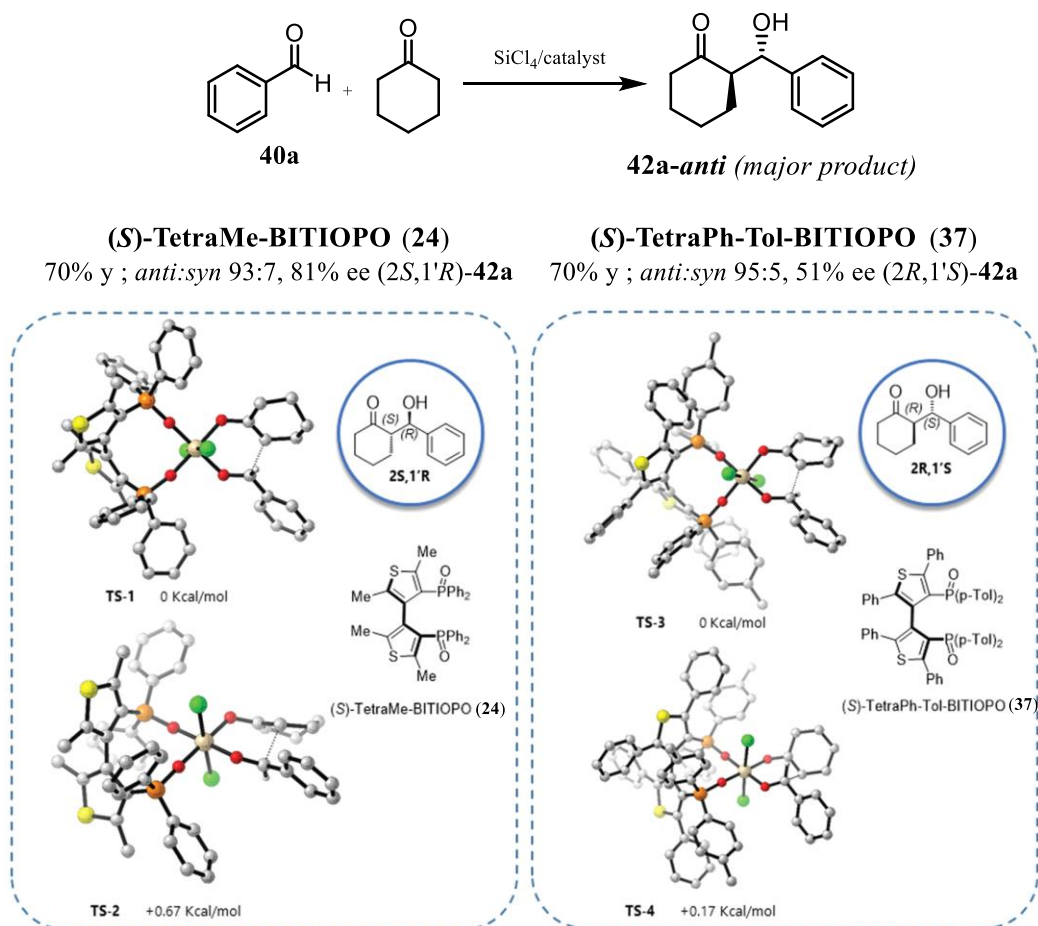 O
H
+
O
SiCl4/catalyst
O
OH
40a
42a-anti (major product)
(S)-TetraMe-BITIOPO (24)
70% y ; anti:syn 93:7, 81% ee (2S,1'R)-42a
O
OH
(S)
(R)
2S,1′R
TS-1 0 Kcal/mol
Me
S
O
PPh2
Me
Me
PPh2
O
S
Me
(S)-TetraMe-BITIOPO (24)
TS-2 +0.67 Kcal/mol
(S)-TetraPh-Tol-BITIOPO (37)
70% y ; anti:syn 95:5, 51% ee (2R,1'S)-42a
O
OH
(R)
(S)
2R,1′S
TS-3 0 Kcal/mol
Ph
S
O
P(p-Tol)2
Ph
Ph
P(p-Tol)2
O
S
Ph
(S)-TetraPh-Tol-BITIOPO (37)
TS-4 +0.17 Kcal/mol